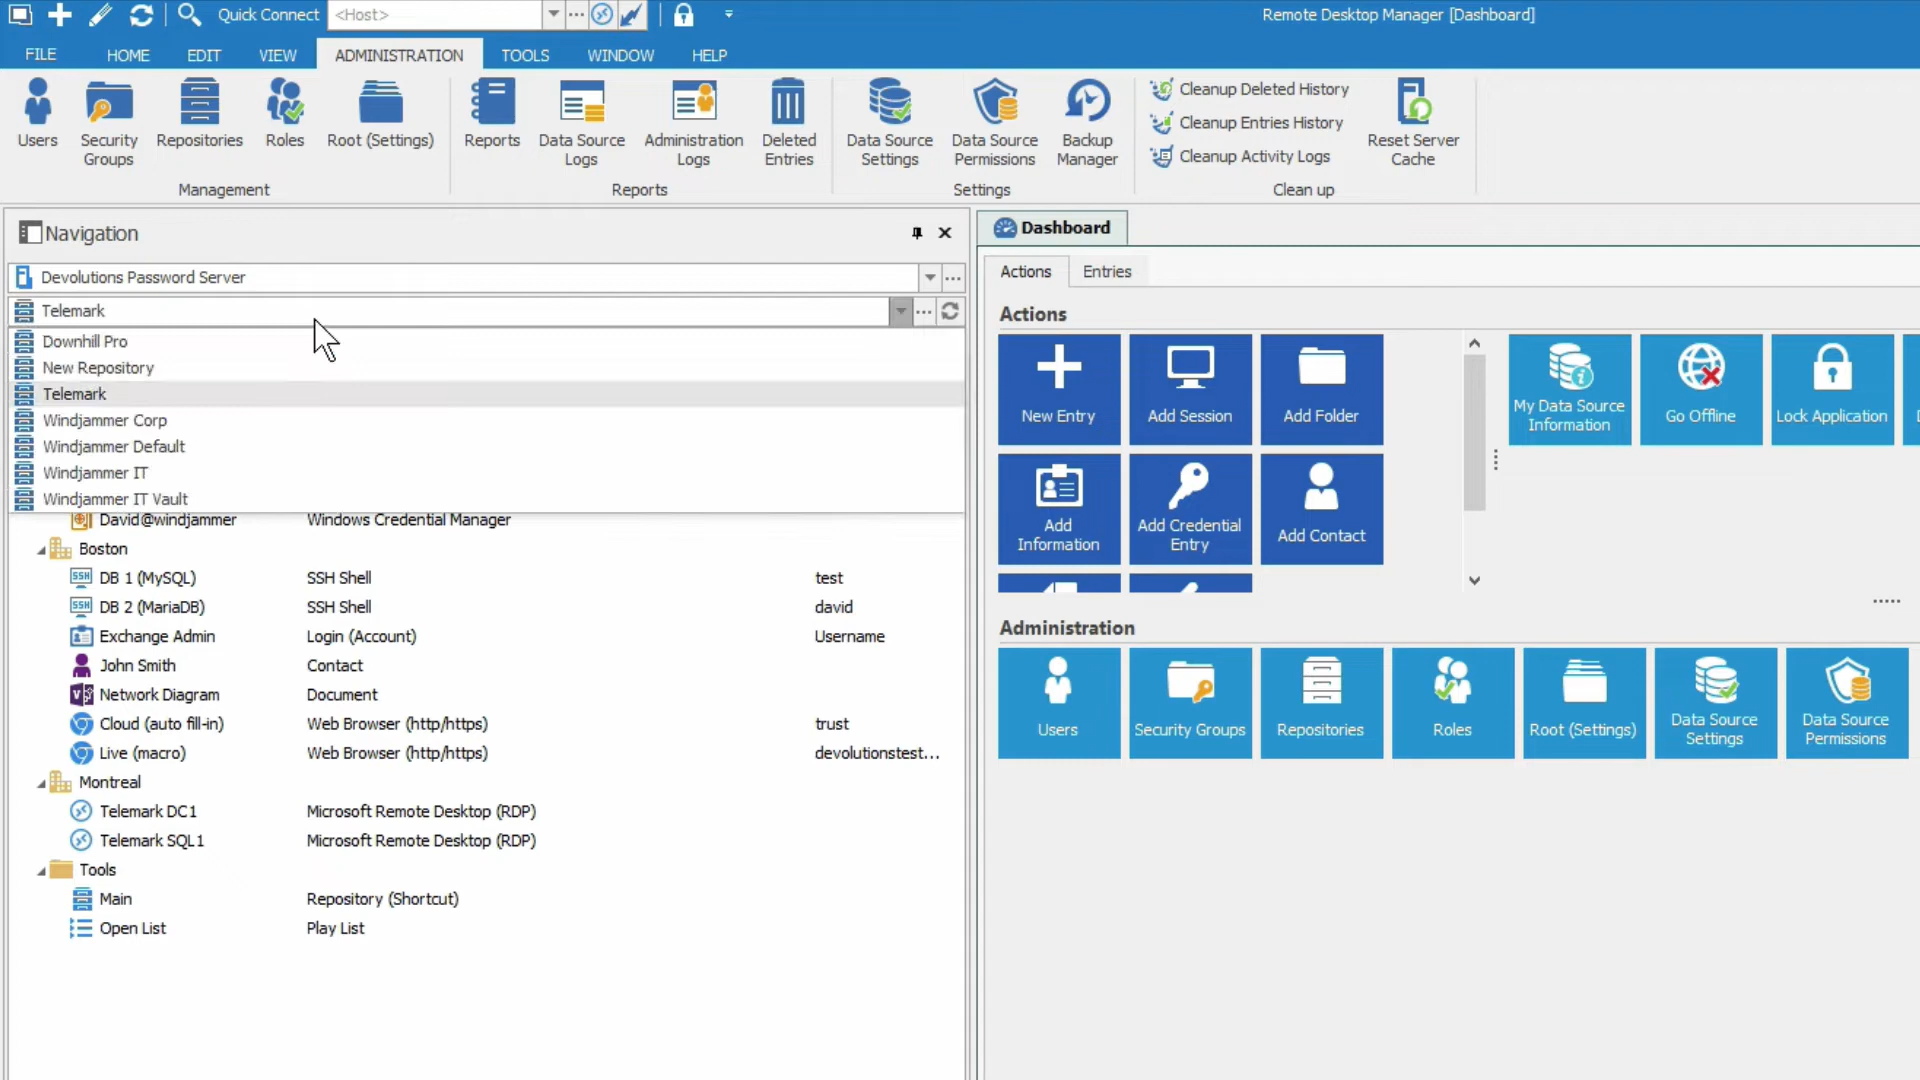 Quick Connect <Host> Remote Desktop Manager [Dashboard]
FILE HOME EDIT VIEW ADMINISTRATION TOOLS WINDOW HELP
Users
Security Groups
Repositories
Roles
Root (Settings)
Management
Reports
Data Source Logs
Administration Logs
Deleted Entries
Reports
Data Source Settings
Data Source Permissions
Backup Manager
Settings
Cleanup Deleted History
Cleanup Entries History
Cleanup Activity Logs
Reset Server Cache
Clean up
Navigation
Devolutions Password Server
Telemark
Downhill Pro
New Repository
Telemark
Windjammer Corp
Windjammer Default
Windjammer IT
Windjammer IT Vault
David@windjammer Windows Credential Manager
Boston
DB 1 (MySQL) SSH Shell test
DB 2 (MariaDB) SSH Shell david
Exchange Admin Login (Account) Username
John Smith Contact
Network Diagram Document
Cloud (auto fill-in) Web Browser (http/https) trust
Live (macro) Web Browser (http/https) devolutionstest...
Montreal
Telemark DC1 Microsoft Remote Desktop (RDP)
Telemark SQL1 Microsoft Remote Desktop (RDP)
Tools
Main Repository (Shortcut)
Open List Play List
Dashboard
Actions Entries
Actions
New Entry
Add Session
Add Folder
Add Information
Add Credential Entry
Add Contact
My Data Source Information
Go Offline
Lock Application
Administration
Users
Security Groups
Repositories
Roles
Root (Settings)
Data Source Settings
Data Source Permissions